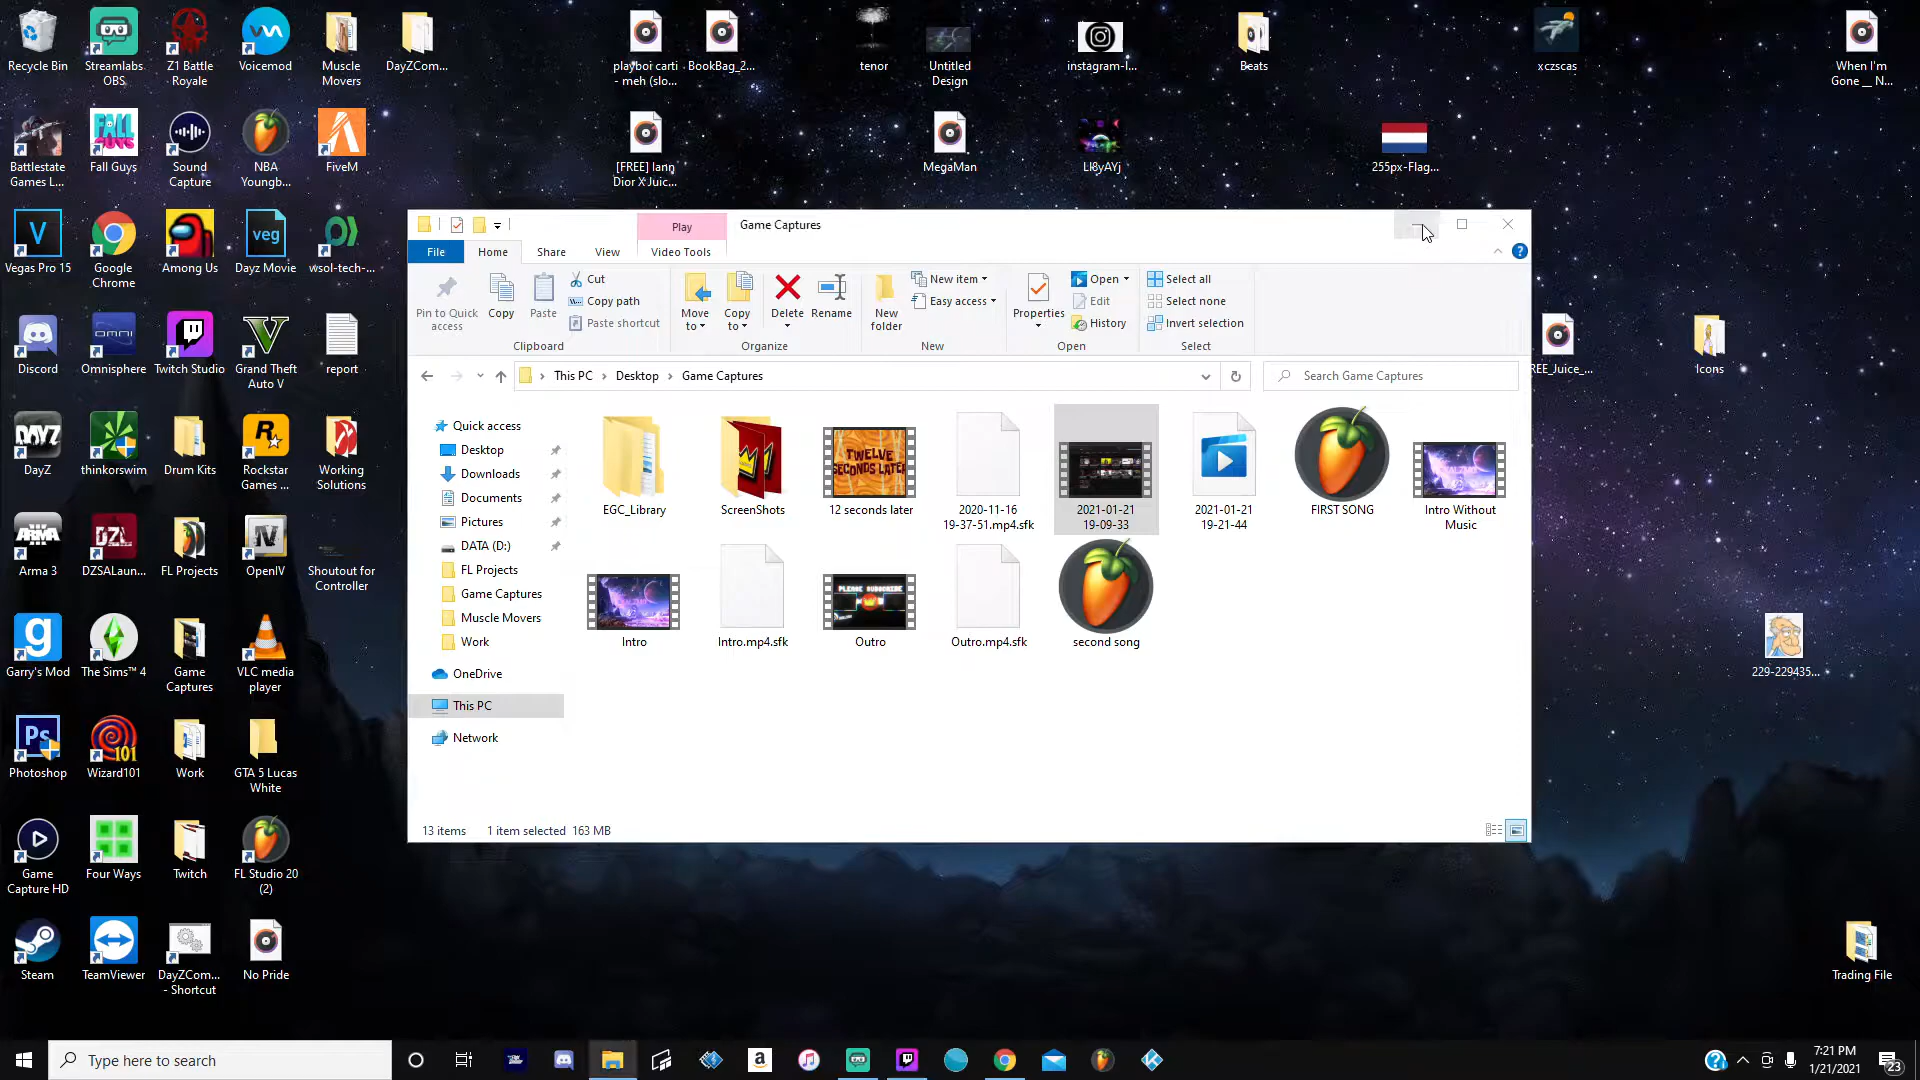 Recycle Bin
Streamlabs OBS
Z1 Battle Royale
Voicemod
Muscle Movers
DayZCom...
playboi carti - meh (slo...
BookBag_2...
tenor
Untitled Design
instagram-l...
Beats
xczscas
When I'm Gone __ N...
Battlestate Games L...
FALL GUYS
Fall Guys
Sound Capture
NBA Youngb...
FiveM
[FREE] Iann Dior X Juic...
MegaMan
LI8yAYj
255px-Flag...
Vegas Pro 15
Google Chrome
Among Us
veg
Dayz Movie
wsol-tech-...
Discord
OMNI
Omnisphere
Twitch Studio
Grand Theft Auto V
report
REE_Juice_...
Icons
DAYZ
DayZ
thinkorswim
Drum Kits
Rockstar Games ...
Working Solutions
ARMA
Arma 3
DZL
DZSALaun...
FL Projects
OpenIV
Shoutout for Controller
Garry's Mod
The Sims™ 4
Game Captures
VLC media player
229-229435...
Ps
Photoshop
101
Wizard101
Work
GTA 5 Lucas White
Game Capture HD
Four Ways
Twitch
FL Studio 20 (2)
Steam
TeamViewer
DayZCom... - Shortcut
No Pride
Trading File
Play
Game Captures
File
Home
Share
View
Video Tools
Pin to Quick access
Copy
Paste
Cut
Copy path
Paste shortcut
Clipboard
Move to
Copy to
Delete
Rename
Organize
New folder
New item
Easy access
New
Properties
Open
Edit
History
Open
Select all
Select none
Invert selection
Select
This PC > Desktop > Game Captures
Search Game Captures
Quick access
Desktop
Downloads
Documents
Pictures
DATA (D:)
FL Projects
Game Captures
Muscle Movers
Work
OneDrive
This PC
Network
EGC_Library
ScreenShots
TWELVE SECONDS LATER
12 seconds later
2020-11-16 19-37-51.mp4.sfk
2021-01-21 19-09-33
2021-01-21 19-21-44
FIRST SONG
Intro Without Music
Intro
Intro.mp4.sfk
PLEASE SUBSCRIBE
Outro
Outro.mp4.sfk
second song
13 items
1 item selected 163 MB
Type here to search
7:21 PM
1/21/2021
23